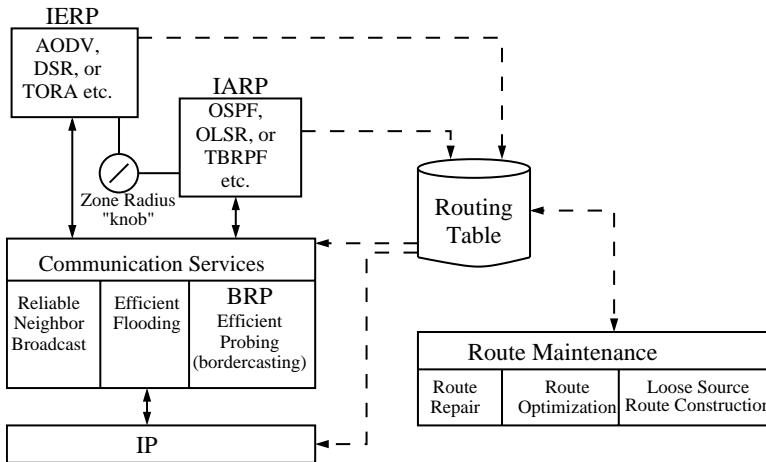 IERP
AODV,
DSR, or
TORA etc.
IARP
OSPF,
OLSR, or
TBRPF
etc.
Zone Radius
"knob"
Routing
Table
Communication Services
Reliable
Neighbor
Broadcast
Efficient
Flooding
BRP
Efficient
Probing
(bordercasting)
Route Maintenance
Route
Repair
Route
Optimization
Loose Source
Route Construction
IP